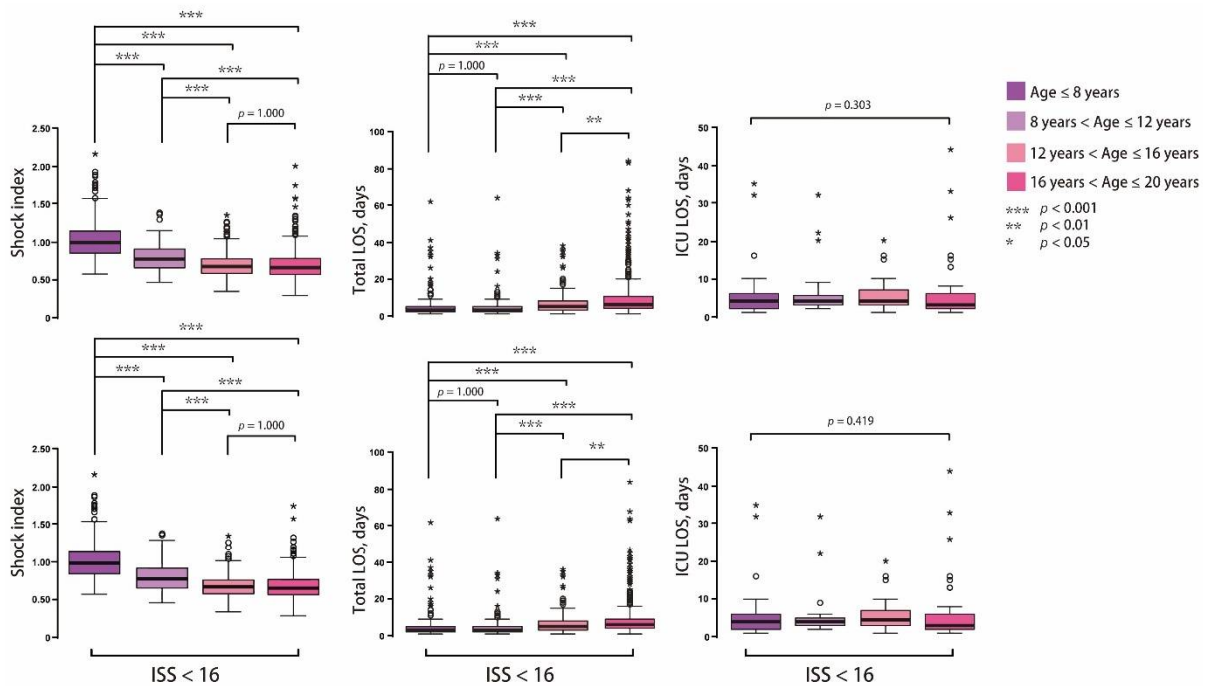 ***
***
***
***
***
p = 1.000
Shock index
2.50
2.00
1.50
1.00
0.50
0
***
***
p = 1.000
***
***
**
Total LOS, days
100
80
60
40
20
0
p = 0.303
ICU LOS, days
50
40
30
20
10
0
Age ≤ 8 years
8 years < Age ≤ 12 years
12 years < Age ≤ 16 years
16 years < Age ≤ 20 years
*** p < 0.001
** p < 0.01
* p < 0.05
***
***
***
***
***
p = 1.000
Shock index
2.50
2.00
1.50
1.00
0.50
0
ISS < 16
***
***
p = 1.000
***
***
**
Total LOS, days
100
80
60
40
20
0
ISS < 16
p = 0.419
ICU LOS, days
50
40
30
20
10
0
ISS < 16